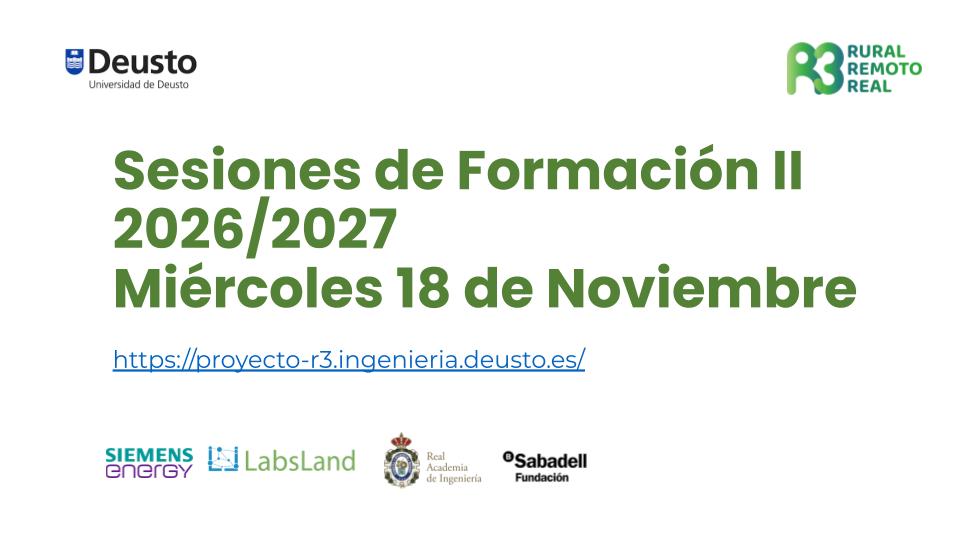 Deusto
Universidad de Deusto
RURAL
REMOTO
REAL
R3
Sesiones de Formación II
2026/2027
Miércoles 18 de Noviembre
https://proyecto-r3.ingenieria.deusto.es/
SIEMENS
energy
LabsLand
Real
Academia
de Ingeniería
B Sabadell
Fundación